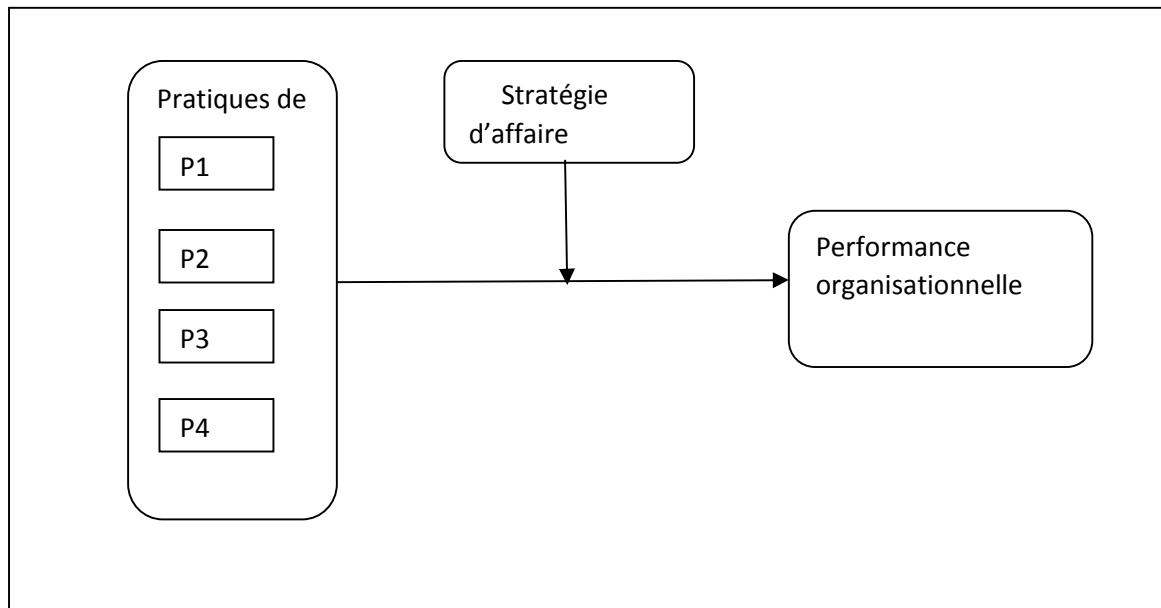 Pratiques de
P1
P2
P3
P4
Stratégie
d’affaire
Performance
organisationnelle